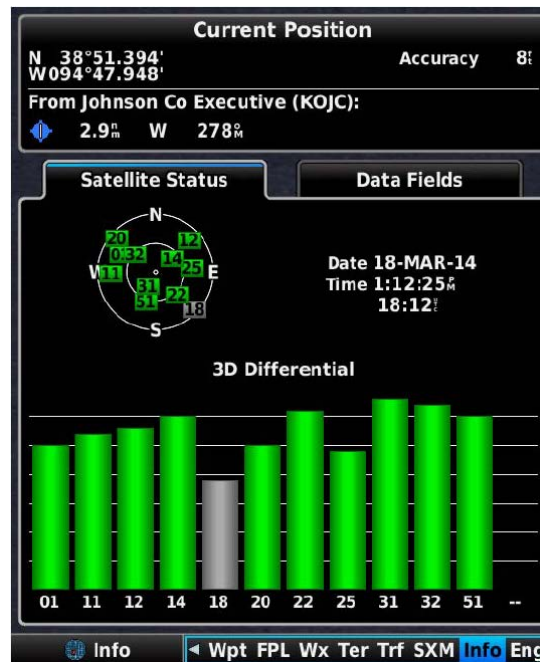 Current Position
N 38°51.394' Accuracy 8ft
W094°47.948'
From Johnson Co Executive (KOJC):
2.9nm W 278°M
Satellite Status Data Fields
N
20 12
32
14
W 11 25 E
31
51 22
18
S
Date 18-MAR-14
Time 1:12:25PM
18:12UTC
3D Differential
01 11 12 14 18 20 22 25 31 32 51 --
Info Wpt FPL Wx Ter Trf SXM Info Eng